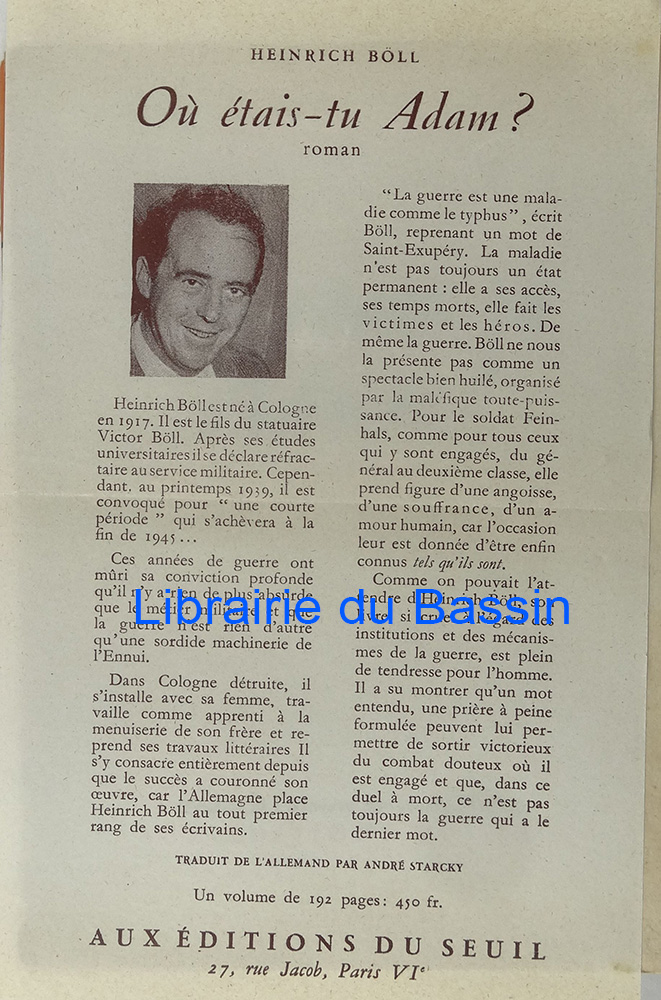 HEINRICH BÖLL
Où étais-tu Adam ?
roman
Heinrich Böll est né à Cologne
en 1917. Il est le fils du statuaire
Victor Böll. Après ses études
universitaires il se déclare réfrac-
taire au service militaire. Cepen-
dant, au printemps 1939, il est
convoqué pour “ une courte
période ” qui s'achèvera à la
fin de 1945 ...
Ces années de guerre ont
mûri sa conviction profonde
qu'il n'y a rien de plus absurde
que le métier militaire et que
la guerre n'est rien d'autre
qu'une sordide machinerie de
l'Ennui.
Dans Cologne détruite, il
s'installe avec sa femme, tra-
vaille comme apprenti à la
menuiserie de son frère et re-
prend ses travaux littéraires Il
s'y consacre entièrement depuis
que le succès a couronné son
œuvre, car l'Allemagne place
Heinrich Böll au tout premier
rang de ses écrivains.
“La guerre est une mala-
die comme le typhus” , écrit
Böll, reprenant un mot de
Saint-Exupéry. La maladie
n'est pas toujours un état
permanent : elle a ses accès,
ses temps morts, elle fait les
victimes et les héros. De
même la guerre. Böll ne nous
la présente pas comme un
spectacle bien huilé, organisé
par la maléfique toute-puis-
sance. Pour le soldat Fein-
hals, comme pour tous ceux
qui y sont engagés, du gé-
néral au deuxième classe, elle
prend figure d'une angoisse,
d'une souffrance, d'un a-
mour humain, car l'occasion
leur est donnée d'être enfin
connus tels qu'ils sont.
Comme on pouvait l'at-
tendre d'Heinrich Böll, son
livre, si cruel à l'égard des
institutions et des mécanis-
mes de la guerre, est plein
de tendresse pour l'homme.
Il a su montrer qu'un mot
entendu, une prière à peine
formulée peuvent lui per-
mettre de sortir victorieux
du combat douteux où il
est engagé et que, dans ce
duel à mort, ce n'est pas
toujours la guerre qui a le
dernier mot.
Librairie du Bassin
TRADUIT DE L'ALLEMAND PAR ANDRÉ STARCKY
Un volume de 192 pages : 450 fr.
AUX ÉDITIONS DU SEUIL
27, rue Jacob, Paris VIe